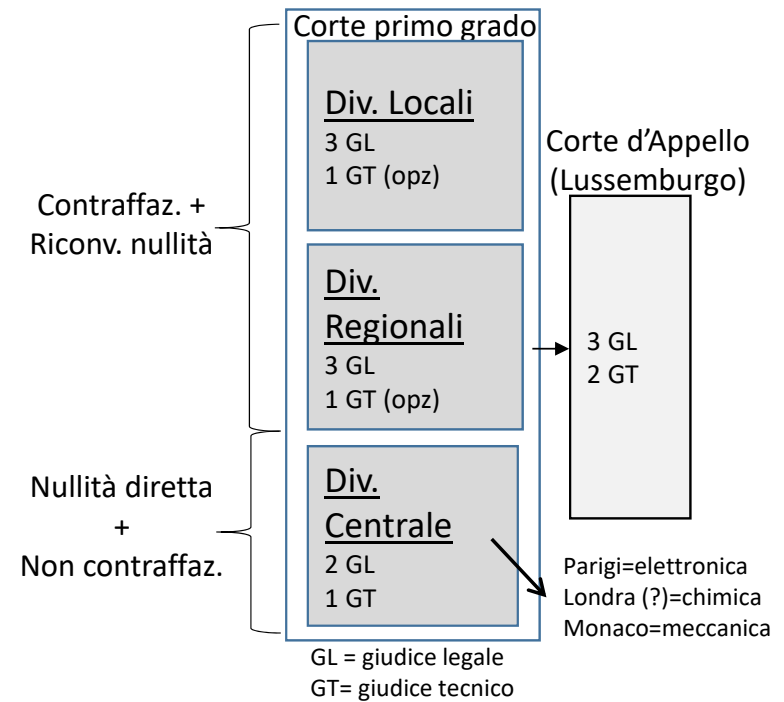 Corte primo grado
Div. Locali
3 GL
1 GT (opz)
Contraffaz. +
Riconv. nullità
Div.
Regionali
3 GL
1 GT (opz)
Corte d'Appello
(Lussemburgo)
3 GL
2 GT
Nullità diretta
+
Non contraffaz.
Div.
Centrale
2 GL
1 GT
Parigi=elettronica
Londra (?)=chimica
Monaco=meccanica
GL = giudice legale
GT= giudice tecnico